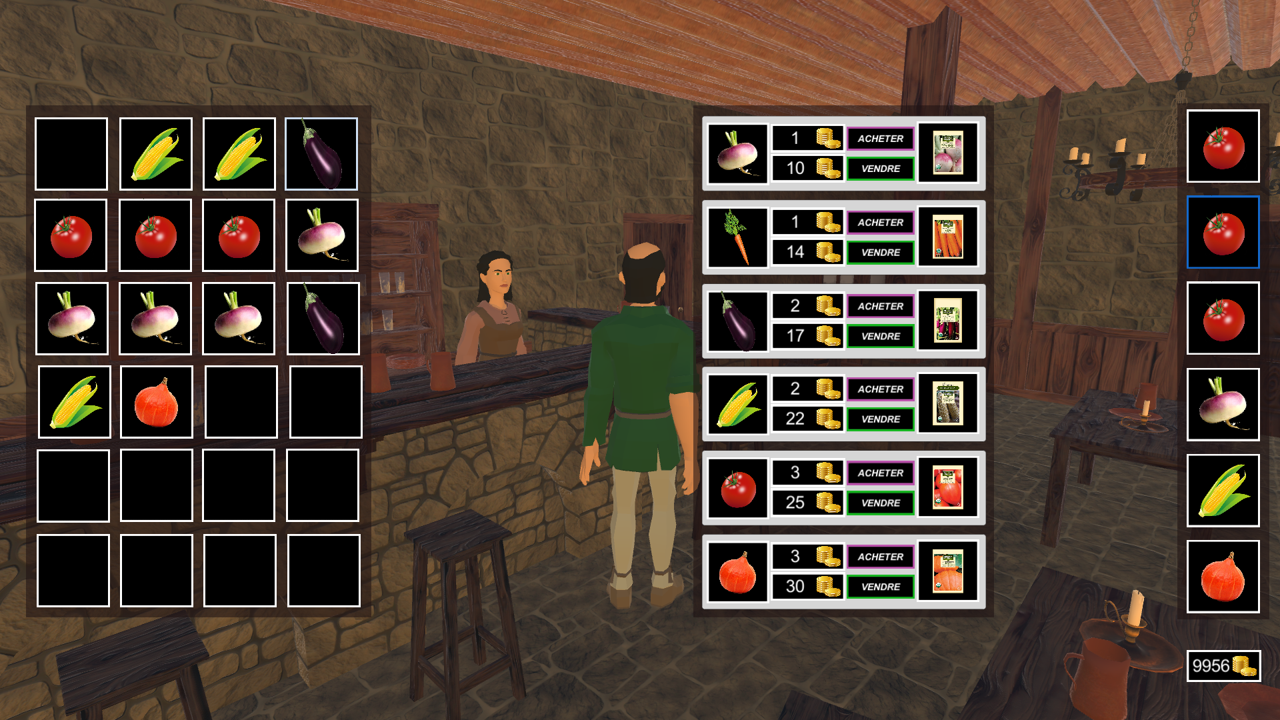 1 ACHETER
10 VENDRE
1 ACHETER
14 VENDRE
2 ACHETER
17 VENDRE
2 ACHETER
22 VENDRE
3 ACHETER
25 VENDRE
3 ACHETER
30 VENDRE
9956